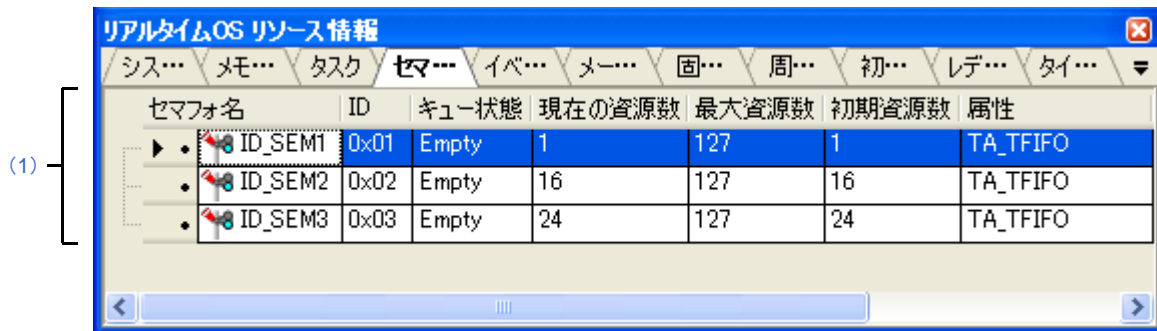 リアルタイムOS リソース情報
シス… メモ… タスク セマ… イベ… メー… 固… 周… 初… レデ… タイ…
セマフォ名 ID キュー状態 現在の資源数 最大資源数 初期資源数 属性
(1)
ID_SEM1 0x01 Empty 1 127 1 TA_TFIFO
ID_SEM2 0x02 Empty 16 127 16 TA_TFIFO
ID_SEM3 0x03 Empty 24 127 24 TA_TFIFO